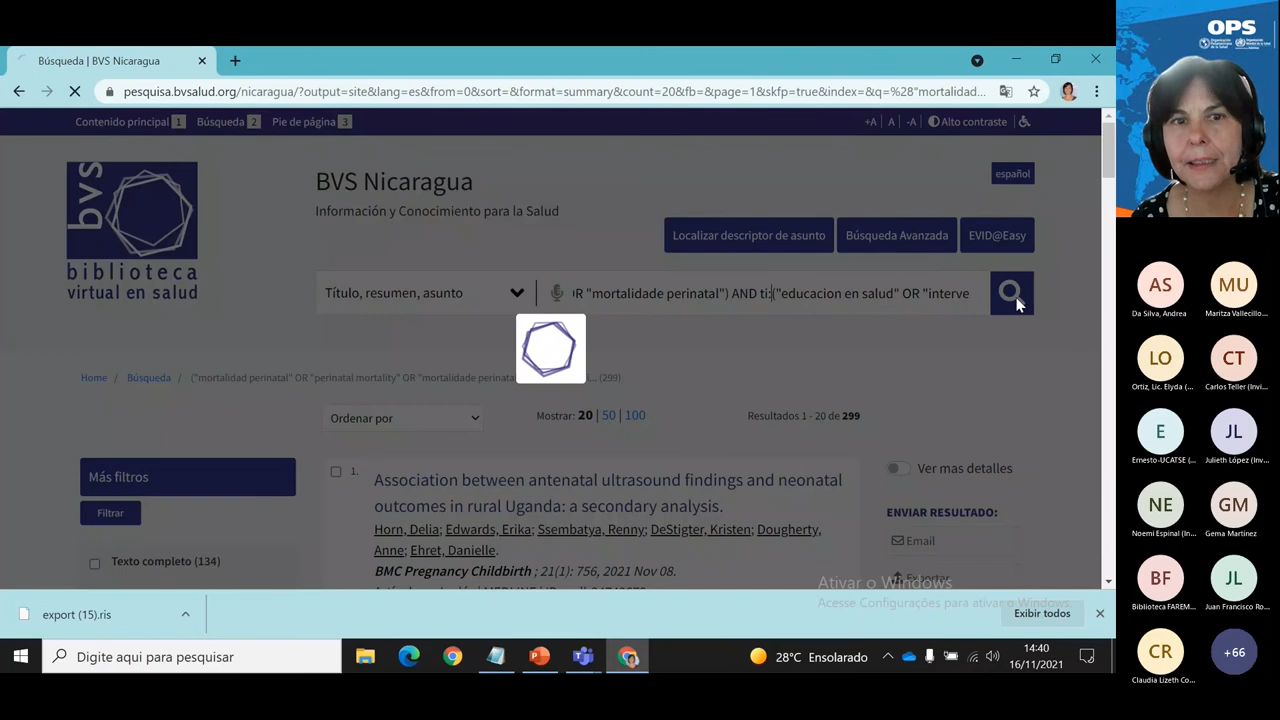 Búsqueda | BVS Nicaragua
pesquisa.bvsalud.org/nicaragua/?output=site&lang=es&from=0&sort=&format=summary&count=20&fb=&page=1&skfp=true&index=&q=%28"mortalidad...
Contenido principal 1 Búsqueda 2 Pie de página 3
+A A -A Alto contraste
BVS Nicaragua
español
Información y Conocimiento para la Salud
bvs
biblioteca
virtual en salud
Localizar descriptor de asunto Búsqueda Avanzada EVID@Easy
Título, resumen, asunto
OR "mortalidade perinatal") AND ti:("educacion en salud" OR "interve
Home Búsqueda ("mortalidad perinatal" OR "perinatal mortality" OR "mortalidade perinata ... (299)
Ordenar por Mostrar: 20 | 50 | 100 Resultados 1 - 20 de 299
Más filtros
Filtrar
Texto completo (134)
1. Association between antenatal ultrasound findings and neonatal
outcomes in rural Uganda: a secondary analysis.
Horn, Delia; Edwards, Erika; Ssembatya, Renny; DeStigter, Kristen; Dougherty,
Anne; Ehret, Danielle.
BMC Pregnancy Childbirth ; 21(1): 756, 2021 Nov 08.
Ver mas detalles
ENVIAR RESULTADO:
Email
Exportar
Ativar o Windows
Acesse Configurações para ativar o Windows.
export (15).ris
Exibir todos
Digite aqui para pesquisar
28°C Ensolarado
14:40
16/11/2021
OPS
AS
Da Silva, Andrea
MU
Maritza Vallecillo...
LO
Ortiz, Lic. Elyda (...
CT
Carlos Teller (Invi...
E
Ernesto-UCATSE (...
JL
Julieth López (Inv...
NE
Noemi Espinal (In...
GM
Gema Martínez
BF
Biblioteca FAREM...
JL
Juan Francisco Ro...
CR
Claudia Lizeth Co...
+66